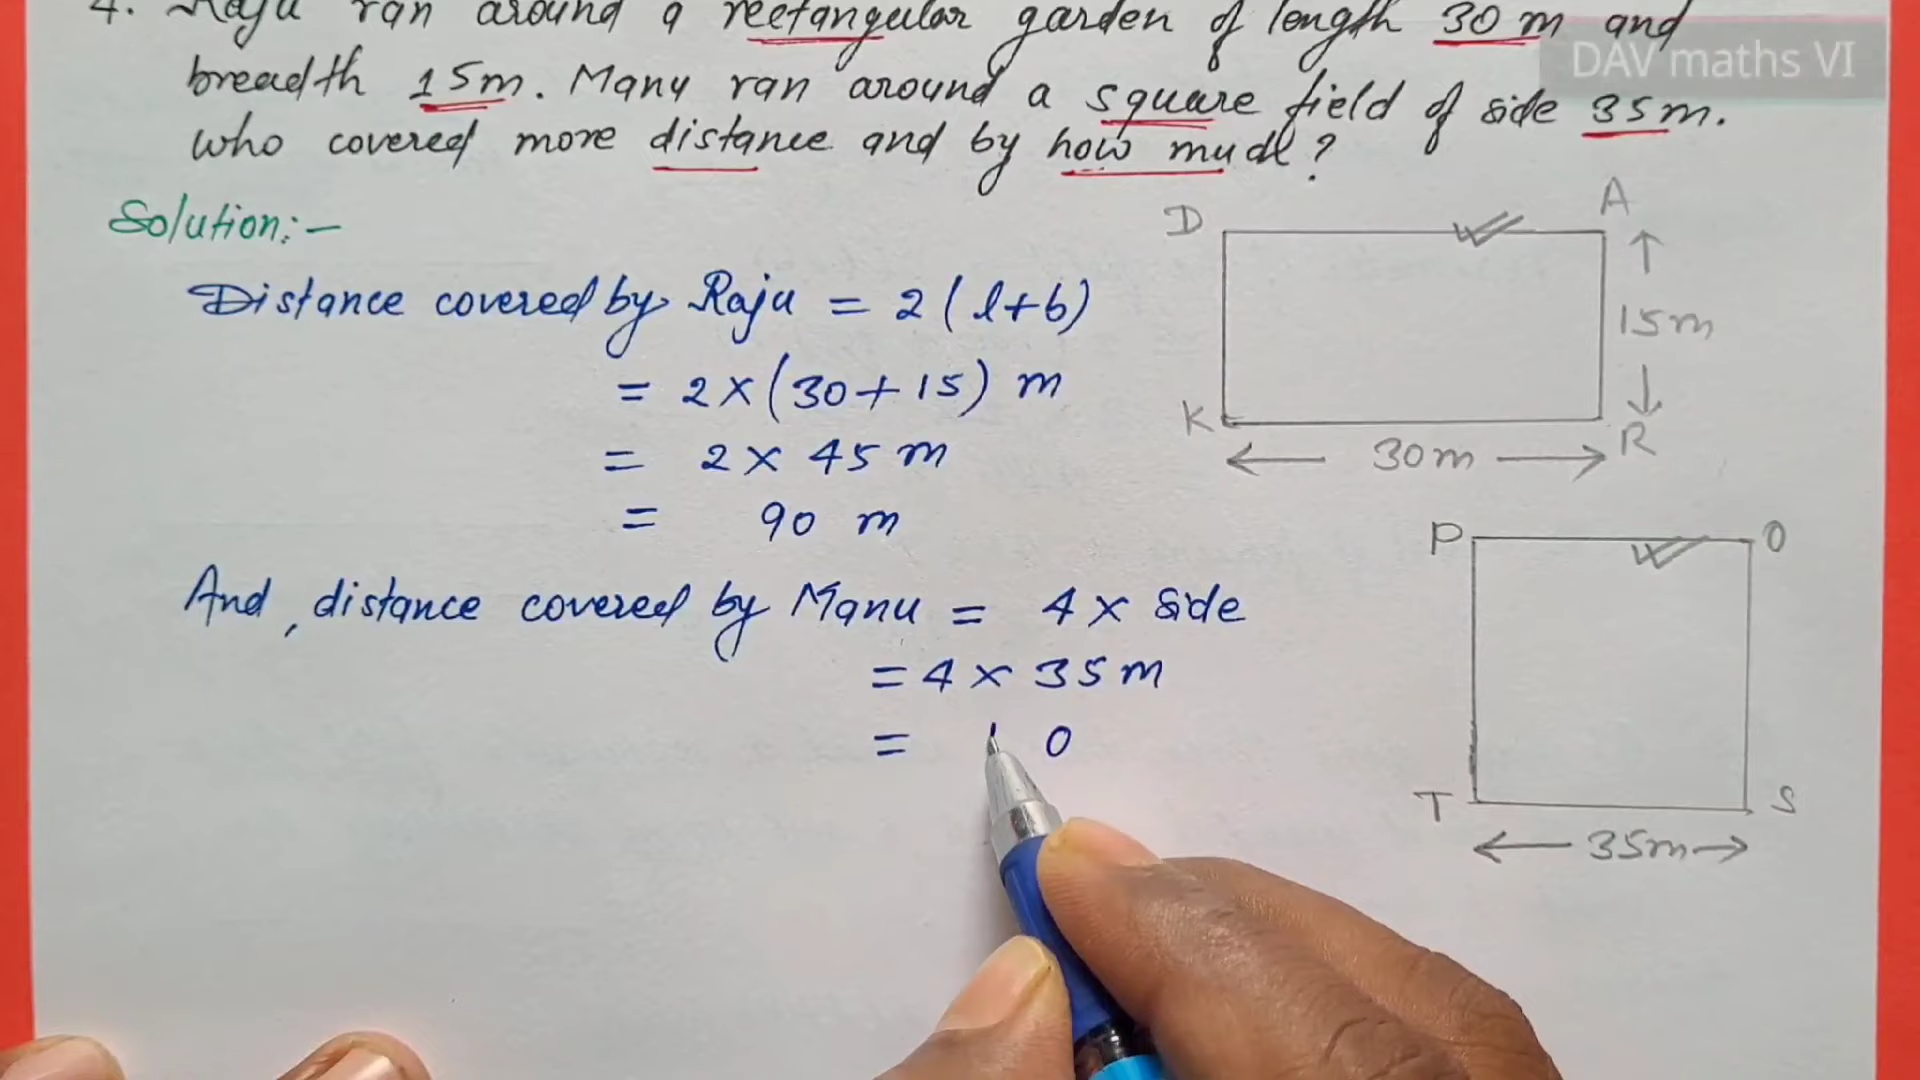 4. Raju ran around a rectangular garden of length 30 m and
DAV maths VI
breadth 15m. Manu ran around a square field of side 35m.
who covered more distance and by how much?
Solution:-
D A
Distance covered by Raju = 2 (l+b)
15m
= 2×(30+15) m
K R
= 2 × 45 m
30m
= 90 m
P O
And, distance covered by Manu = 4 × Side
= 4 × 35 m
= 0
T S
35m